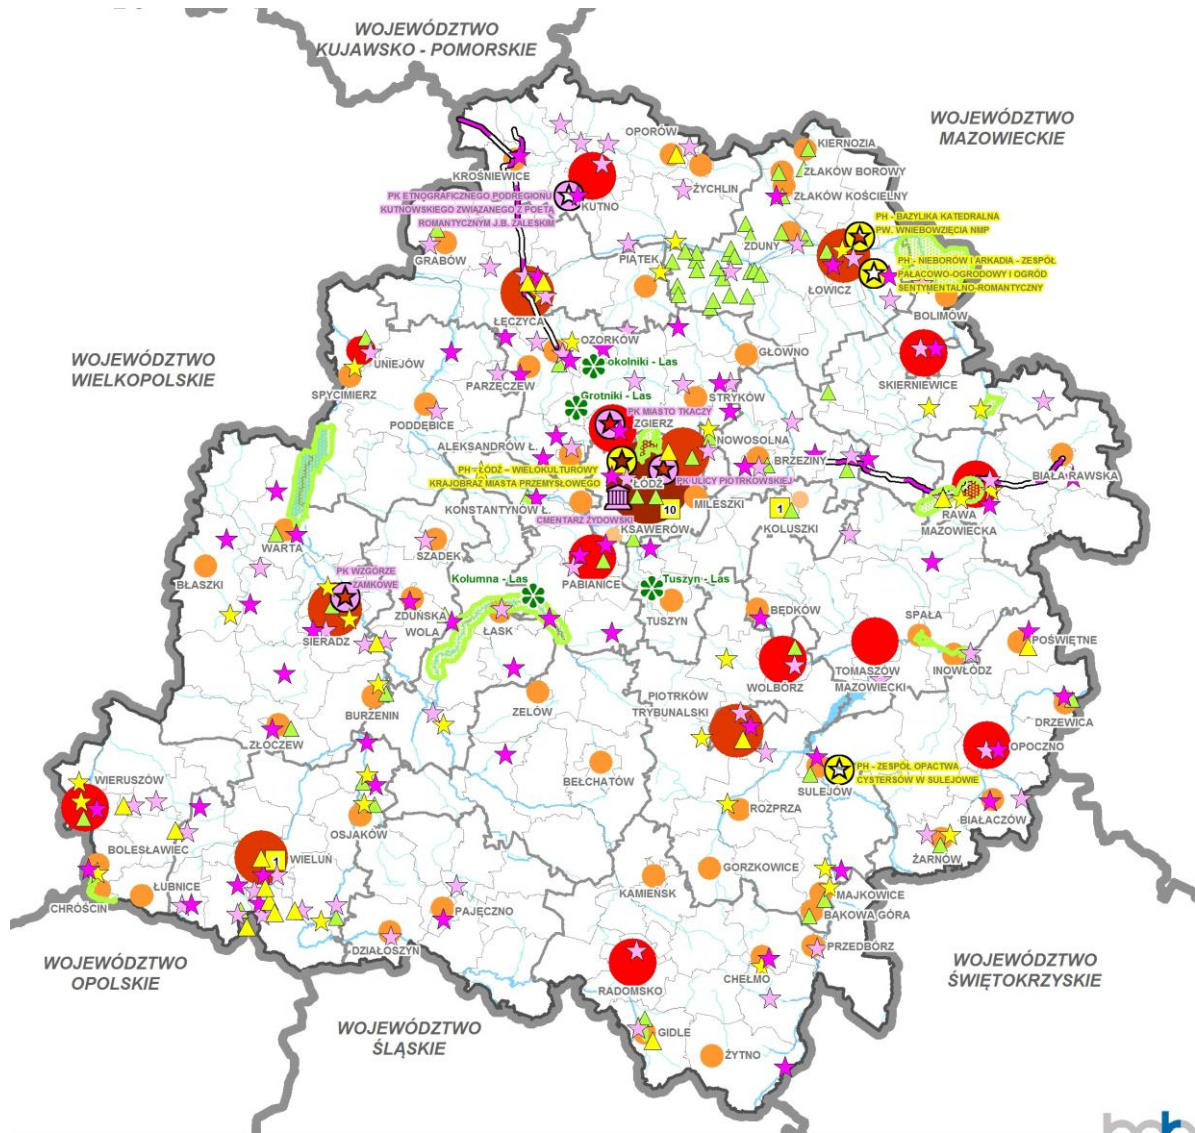 WOJEWÓDZTWO
KUJAWSKO - POMORSKIE
WOJEWÓDZTWO
MAZOWIECKIE
OPORÓW
KIERNOZIA
KROŚNIEWICE
ŻYCHLIN
ZŁAKÓW BOROWY
ZŁAKÓW KOŚCIELNY
PK ETNOGRAFICZNEGO PODREGIONU
KUTNOWSKIEGO ZWIĄZANEGO Z POETĄ
ROMANTYCZNYM J.B. ZALESKIM
KUTNO
PH - BAZYLIKA KATEDRALNA
PW. WNIEBOWZIĘCIA NMP
GRABÓW
PIĄTEK
ZDUNY
PH - NIEBORÓW I ARKADIA - ZESPÓŁ
PAŁACOWO-OGRODOWY I OGRÓD
SENTYMENTALNO-ROMANTYCZNY
ŁOWICZ
BOLIMÓW
ŁĘCZYCA
OZORKÓW
GŁOWNO
WOJEWÓDZTWO
WIELKOPOLSKIE
UNIEJÓW
okolniki - Las
SKIERNIEWICE
SPYCIMIERZ
PARZĘCZEW
Grotniki - Las
STRYKÓW
PODDĘBICE
PK MIASTO TKACZY
ZGIERZ
ALEKSANDRÓW Ł.
NOWOSOLNA
BRZEZINY
PH – ŁÓDŹ – WIELOKULTUROWY
KRAJOBRAZ MIASTA PRZEMYSŁOWEGO
ŁÓDŹ
PK ULICY PIOTRKOWSKIEJ
BIAŁA RAWSKA
KONSTANTYNÓW Ł.
MILESKI
CMENTARZ ŻYDOWSKI
10
1
KSAWERÓW
KOLUSZKI
RAWA
MAZOWIECKA
WARTA
SZADEK
BŁASZKI
PK WZGÓRZE
ZAMKOWE
PABIANICE
Kolumna - Las
Tuszyn - Las
ZDUŃSKA
WOLA
ŁASK
TUSZYN
BĘDKÓW
SPAŁA
SIERADZ
POŚWIĘTNE
INOWŁÓDZ
WOLBÓRZ
TOMASZÓW
MAZOWIECKI
BURZENIN
ZELÓW
PIOTRKÓW
TRYBUNALSKI
DRZEWICA
ZŁOCZEW
OPOCZNO
BEŁCHATÓW
PH - ZESPÓŁ OPACTWA
CYSTERSÓW W SULEJOWIE
SULEJÓW
WIERUSZÓW
ROZPRZA
BIAŁACZÓW
OSJAKÓW
BOLESŁAWIEC
ŻARNÓW
1
WIELUŃ
GORZKOWICE
KAMIEŃSK
ŁUBNICE
MAJKOWICE
CHRÓŚCIN
PAJĘCZNO
BĄKOWA GÓRA
PRZEDBÓRZ
DZIAŁOSZYN
WOJEWÓDZTWO
OPOLSKIE
CHEŁMO
RADOMSKO
WOJEWÓDZTWO
ŚWIĘTOKRZYSKIE
WOJEWÓDZTWO
ŚLĄSKIE
GIDLE
ŻYTNO